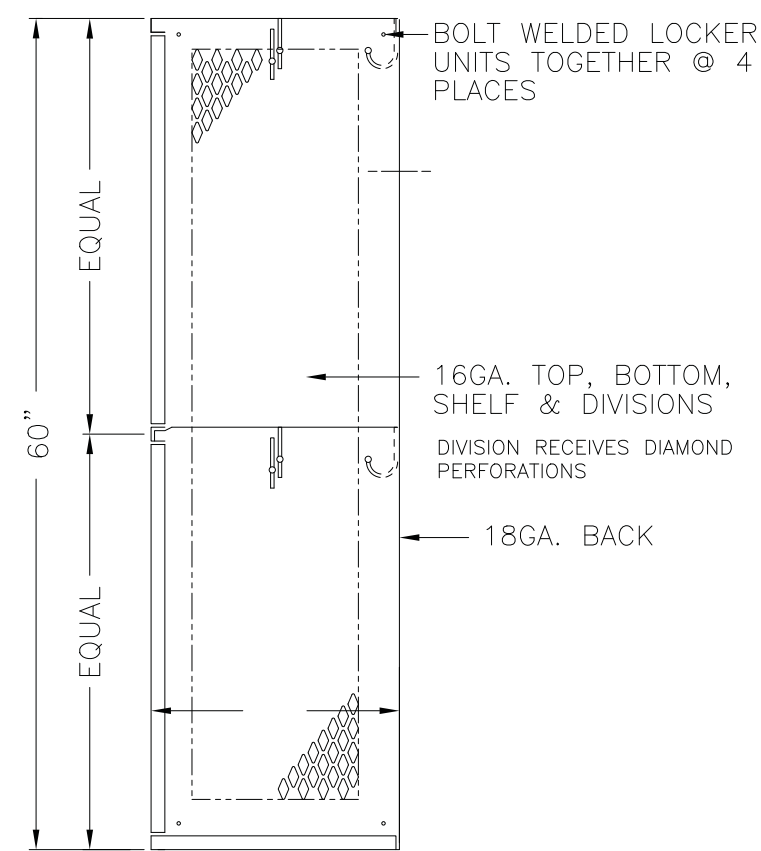 BOLT WELDED LOCKER
UNITS TOGETHER @ 4
PLACES
EQUAL
60"
16GA. TOP, BOTTOM,
SHELF & DIVISIONS
DIVISION RECEIVES DIAMOND
PERFORATIONS
18GA. BACK
EQUAL